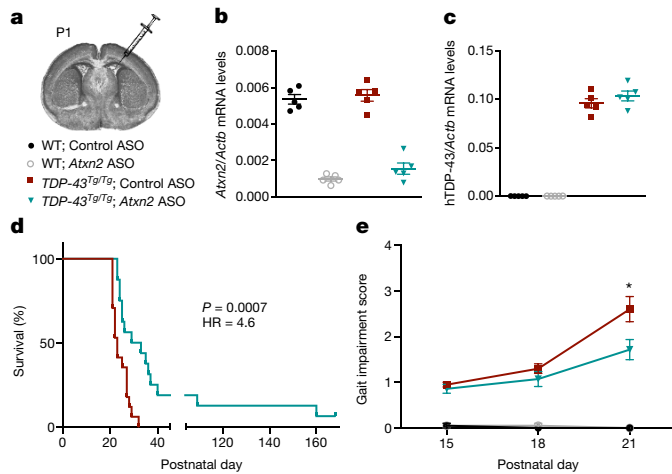 a
P1
WT; Control ASO
WT; Atxn2 ASO
TDP-43Tg/Tg; Control ASO
TDP-43Tg/Tg; Atxn2 ASO
b
Atxn2/Actb mRNA levels
0.008
0.006
0.004
0.002
0.000
c
hTDP-43/Actb mRNA levels
0.15
0.10
0.05
0.00
d
Survival (%)
100
50
0
P = 0.0007
HR = 4.6
0 20 40 120 140 160
Postnatal day
e
Gait impairment score
4
3
2
1
0
*
15 18 21
Postnatal day